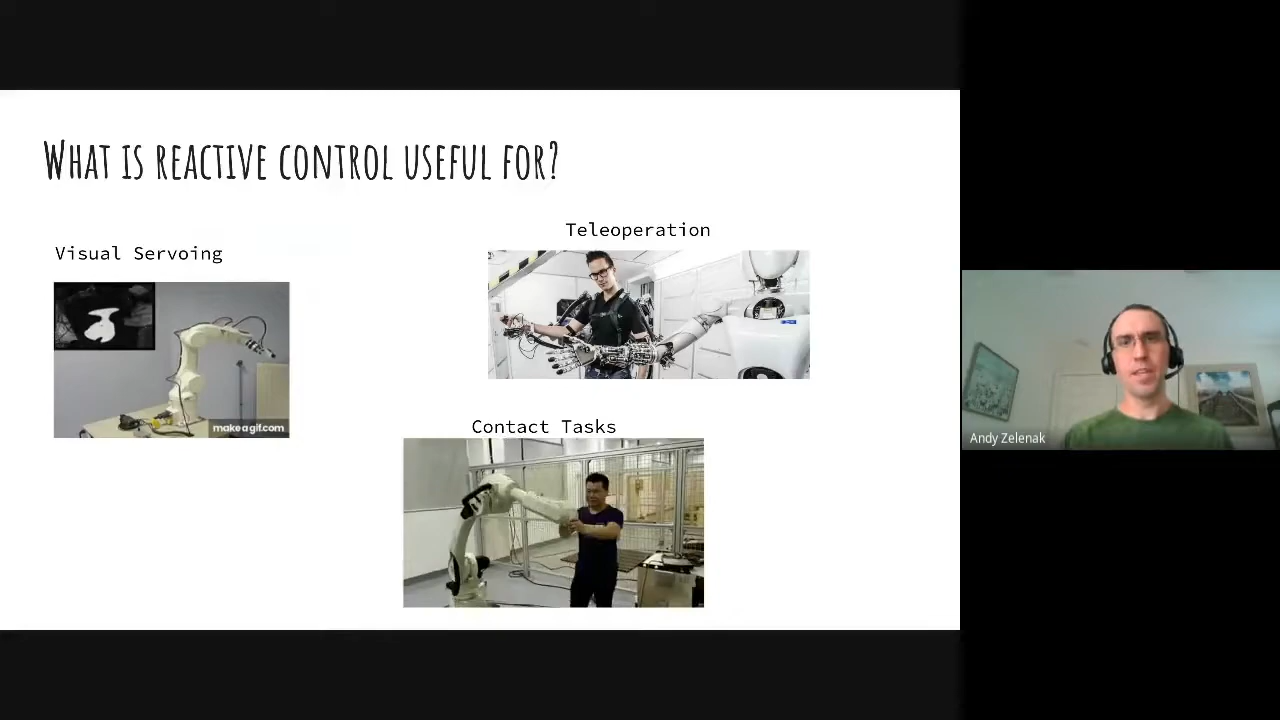 What is reactive control useful for?
Teleoperation
Visual Servoing
makeagif.com
Contact Tasks
Andy Zelenak